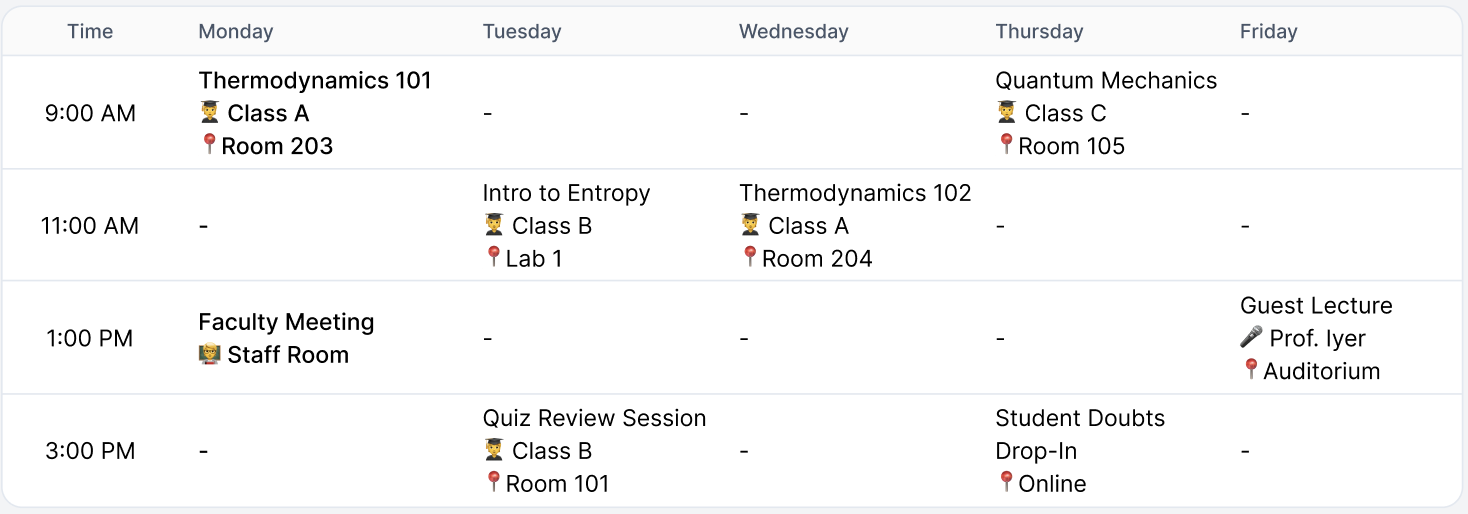 Time Monday Tuesday Wednesday Thursday Friday
9:00 AM
Thermodynamics 101
Class A
Room 203
-
-
Quantum Mechanics
Class C
Room 105
-
11:00 AM
-
Intro to Entropy
Class B
Lab 1
Thermodynamics 102
Class A
Room 204
-
-
1:00 PM
Faculty Meeting
Staff Room
-
-
-
Guest Lecture
Prof. Iyer
Auditorium
3:00 PM
-
Quiz Review Session
Class B
Room 101
-
Student Doubts
Drop-In
Online
-